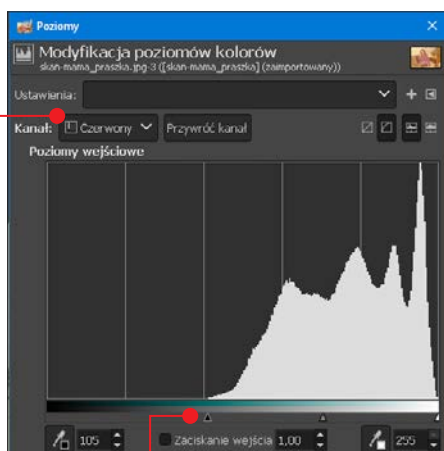 Poziomy
Modyfikacja poziomów kolorów
skan-mama_praszka.jpg-3 ([skan-mama_praszka] (zaimportowany))
Ustawienia:
Kanał: Czerwony Przywróć kanał
Poziomy wejściowe
105 Zaciskanie wejścia 1,00 255